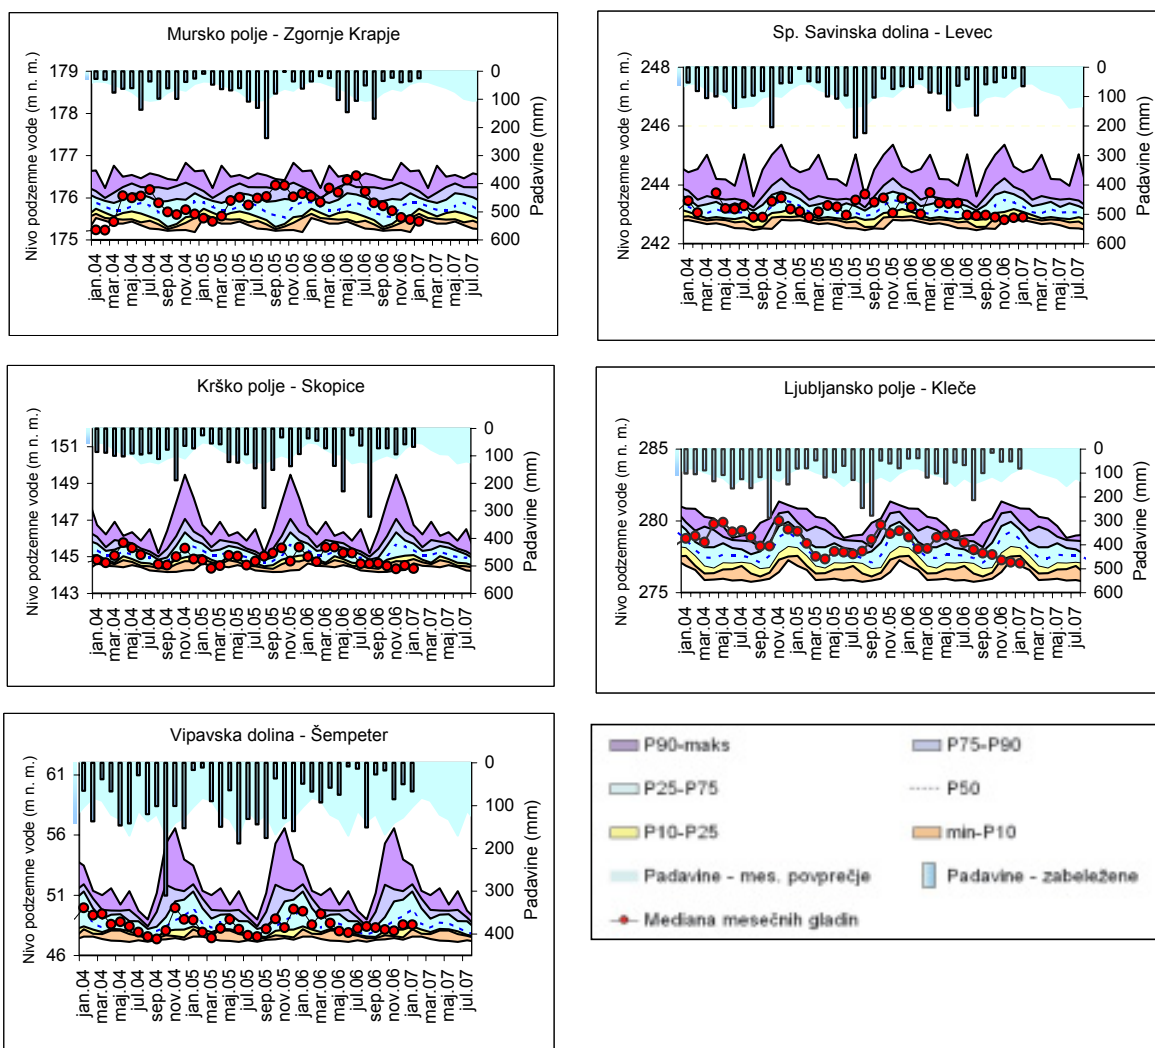 Mursko polje - Zgornje Krapje
Nivo podzemne vode (m n. m.)
179
178
177
176
175
0
100
200
300
400
500
600
Padavine (mm)
jan.04
mar.04
maj.04
jul.04
sep.04
nov.04
jan.05
mar.05
maj.05
jul.05
sep.05
nov.05
jan.06
mar.06
maj.06
jul.06
sep.06
nov.06
jan.07
mar.07
maj.07
jul.07
Sp. Savinska dolina - Levec
Nivo podzemne vode (m n. m.)
248
246
244
242
0
100
200
300
400
500
600
Padavine (mm)
jan.04
mar.04
maj.04
jul.04
sep.04
nov.04
jan.05
mar.05
maj.05
jul.05
sep.05
nov.05
jan.06
mar.06
maj.06
jul.06
sep.06
nov.06
jan.07
mar.07
maj.07
jul.07
Krško polje - Skopice
Nivo podzemne vode (m n. m.)
151
149
147
145
143
0
100
200
300
400
500
600
Padavine (mm)
jan.04
mar.04
maj.04
jul.04
sep.04
nov.04
jan.05
mar.05
maj.05
jul.05
sep.05
nov.05
jan.06
mar.06
maj.06
jul.06
sep.06
nov.06
jan.07
mar.07
maj.07
jul.07
Ljubljansko polje - Kleče
Nivo podzemne vode (m n. m.)
285
280
275
0
100
200
300
400
500
600
Padavine (mm)
jan.04
mar.04
maj.04
jul.04
sep.04
nov.04
jan.05
mar.05
maj.05
jul.05
sep.05
nov.05
jan.06
mar.06
maj.06
jul.06
sep.06
nov.06
jan.07
mar.07
maj.07
jul.07
Vipavska dolina - Šempeter
Nivo podzemne vode (m n. m.)
61
56
51
46
0
100
200
300
400
Padavine (mm)
jan.04
mar.04
maj.04
jul.04
sep.04
nov.04
jan.05
mar.05
maj.05
jul.05
sep.05
nov.05
jan.06
mar.06
maj.06
jul.06
sep.06
nov.06
jan.07
mar.07
maj.07
jul.07
P90-maks
P75-P90
P25-P75
P50
P10-P25
min-P10
Padavine - mes. povprečje
Padavine - zabeležene
Mediana mesečnih gladin